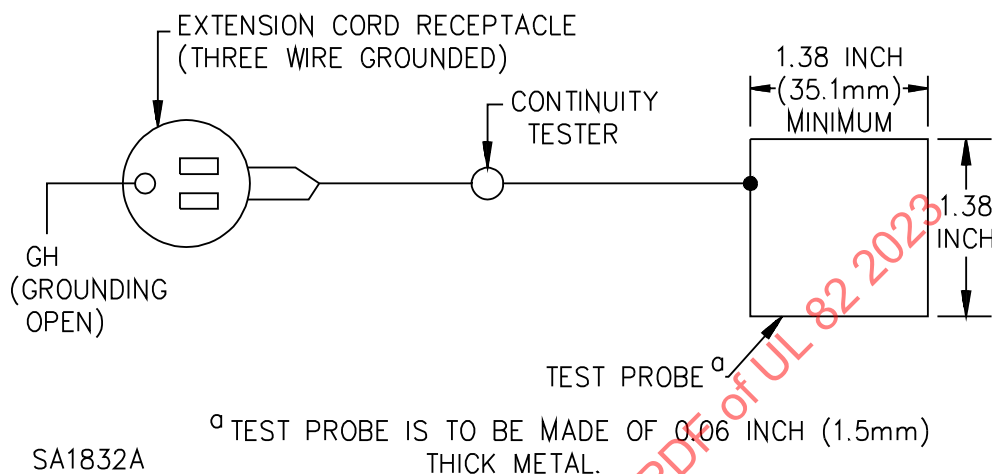 EXTENSION CORD RECEPTACLE
(THREE WIRE GROUNDED)
1.38 INCH
(35.1mm)
MINIMUM
CONTINUITY
TESTER
1.38
INCH
GH
(GROUNDING
OPEN)
TEST PROBE a
a TEST PROBE IS TO BE MADE OF 0.06 INCH (1.5mm)
THICK METAL.
SA1832A
PDF of UL 82 2023